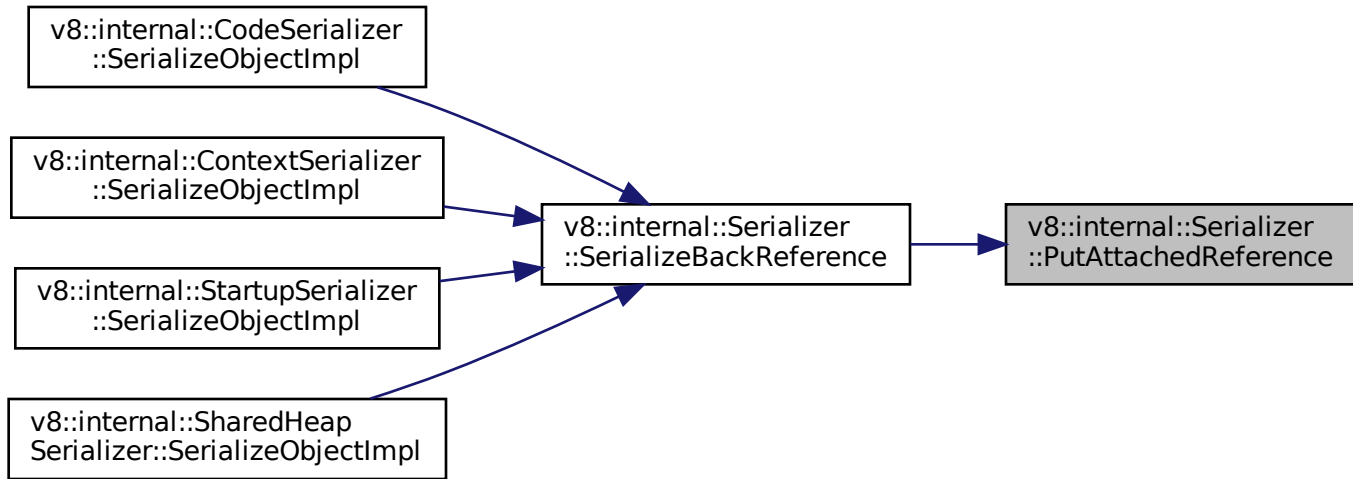 v8::internal::CodeSerializer
::SerializeObjectImpl
v8::internal::ContextSerializer
::SerializeObjectImpl
v8::internal::StartupSerializer
::SerializeObjectImpl
v8::internal::SharedHeap
Serializer::SerializeObjectImpl
v8::internal::Serializer
::SerializeBackReference
v8::internal::Serializer
::PutAttachedReference